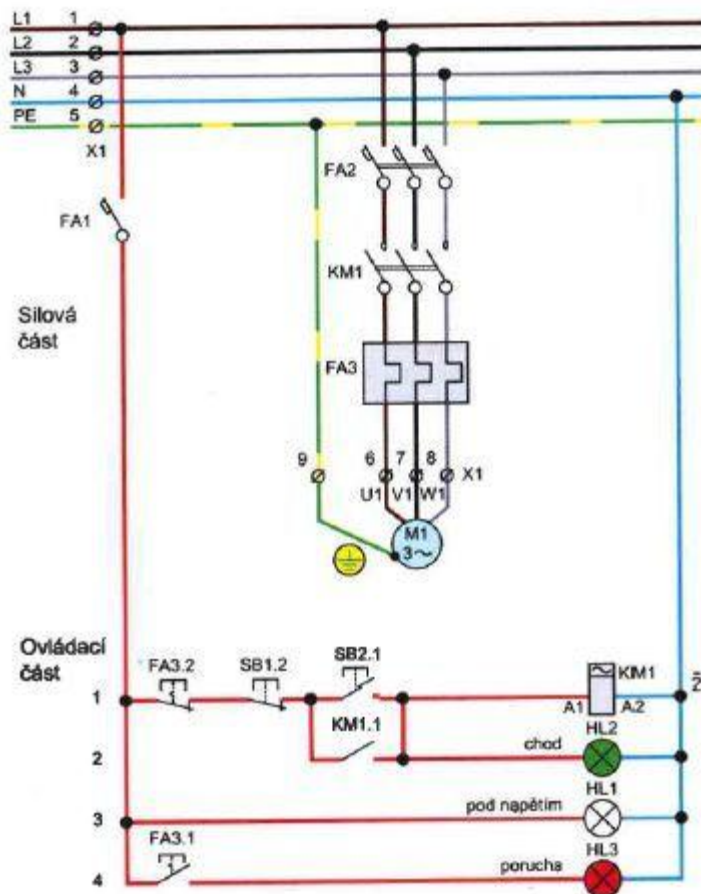 L1 1
L2 2
L3 3
N 4
PE 5
X1
FA2
FA1
KM1
Silová
část
FA3
9 6 7 8 X1
U1 V1 W1
M1
3~
Ovládací
část
FA3.2 SB1.2 SB2.1 KM1
1 A1 A2 2
KM1.1 HL2
2 chod
HL1
3 pod napětím
FA3.1 HL3
4 porucha